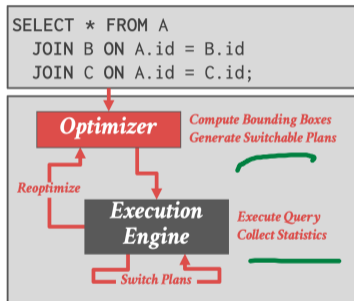 SELECT * FROM A
JOIN B ON A.id = B.id
JOIN C ON A.id = C.id;
Optimizer
Compute Bounding Boxes
Generate Switchable Plans
Reoptimize
Execution
Engine
Execute Query
Collect Statistics
Switch Plans